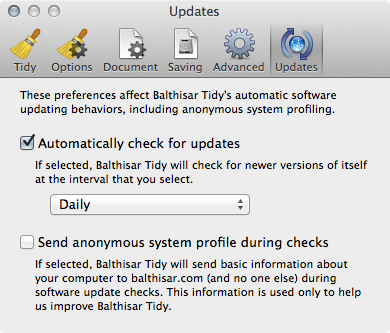 Updates
Tidy Options Document Saving Advanced Updates
These preferences affect Balthisar Tidy's automatic software
updating behaviors, including anonymous system profiling.
Automatically check for updates
If selected, Balthisar Tidy will check for newer versions of itself
at the interval that you select.
Daily
Send anonymous system profile during checks
If selected, Balthisar Tidy will send basic information about
your computer to balthisar.com (and no one else) during
software update checks. This information is used only to help
us improve Balthisar Tidy.